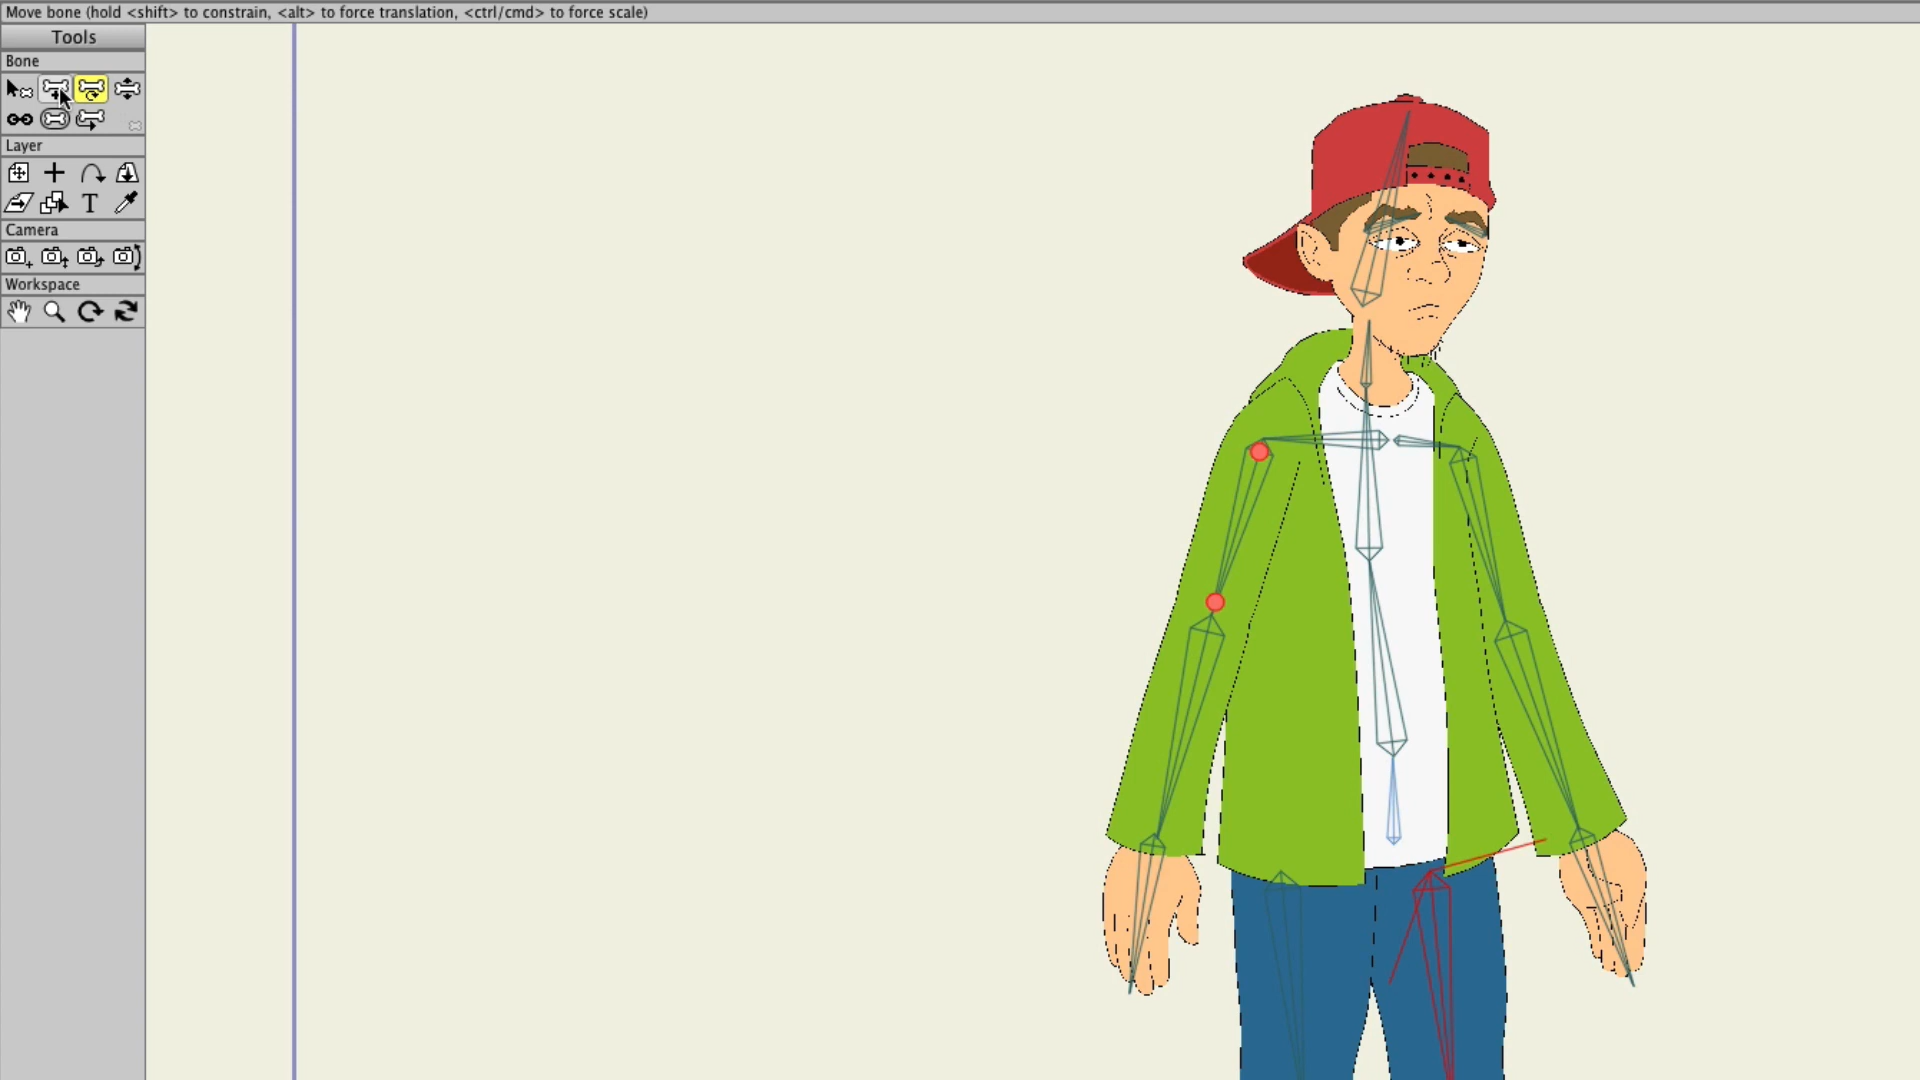 Move bone (hold <shift> to constrain, <alt> to force translation, <ctrl/cmd> to force scale)
Tools
Bone
Layer
T
Camera
Workspace